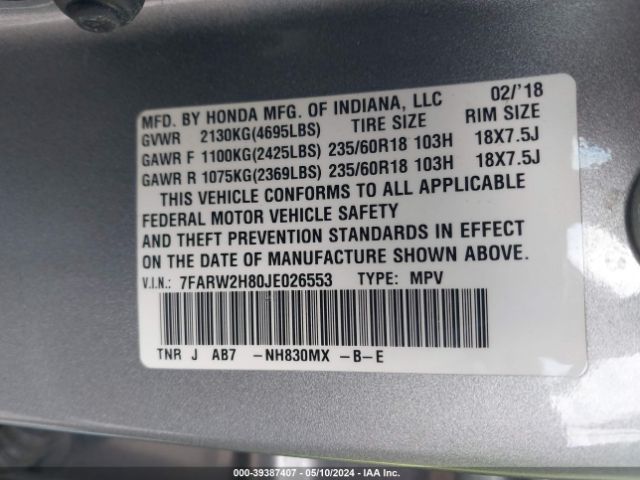 MFD. BY HONDA MFG. OF INDIANA, LLC 02/'18
GVWR 2130KG(4695LBS) TIRE SIZE RIM SIZE
GAWR F 1100KG(2425LBS) 235/60R18 103H 18X7.5J
GAWR R 1075KG(2369LBS) 235/60R18 103H 18X7.5J
THIS VEHICLE CONFORMS TO ALL APPLICABLE
FEDERAL MOTOR VEHICLE SAFETY
AND THEFT PREVENTION STANDARDS IN EFFECT
ON THE DATE OF MANUFACTURE SHOWN ABOVE.
V.I.N.: 7FARW2H80JE026553 TYPE: MPV
TNR J AB7 -NH830MX -B-E
000-39387407 - 05/10/2024 - IAA Inc.